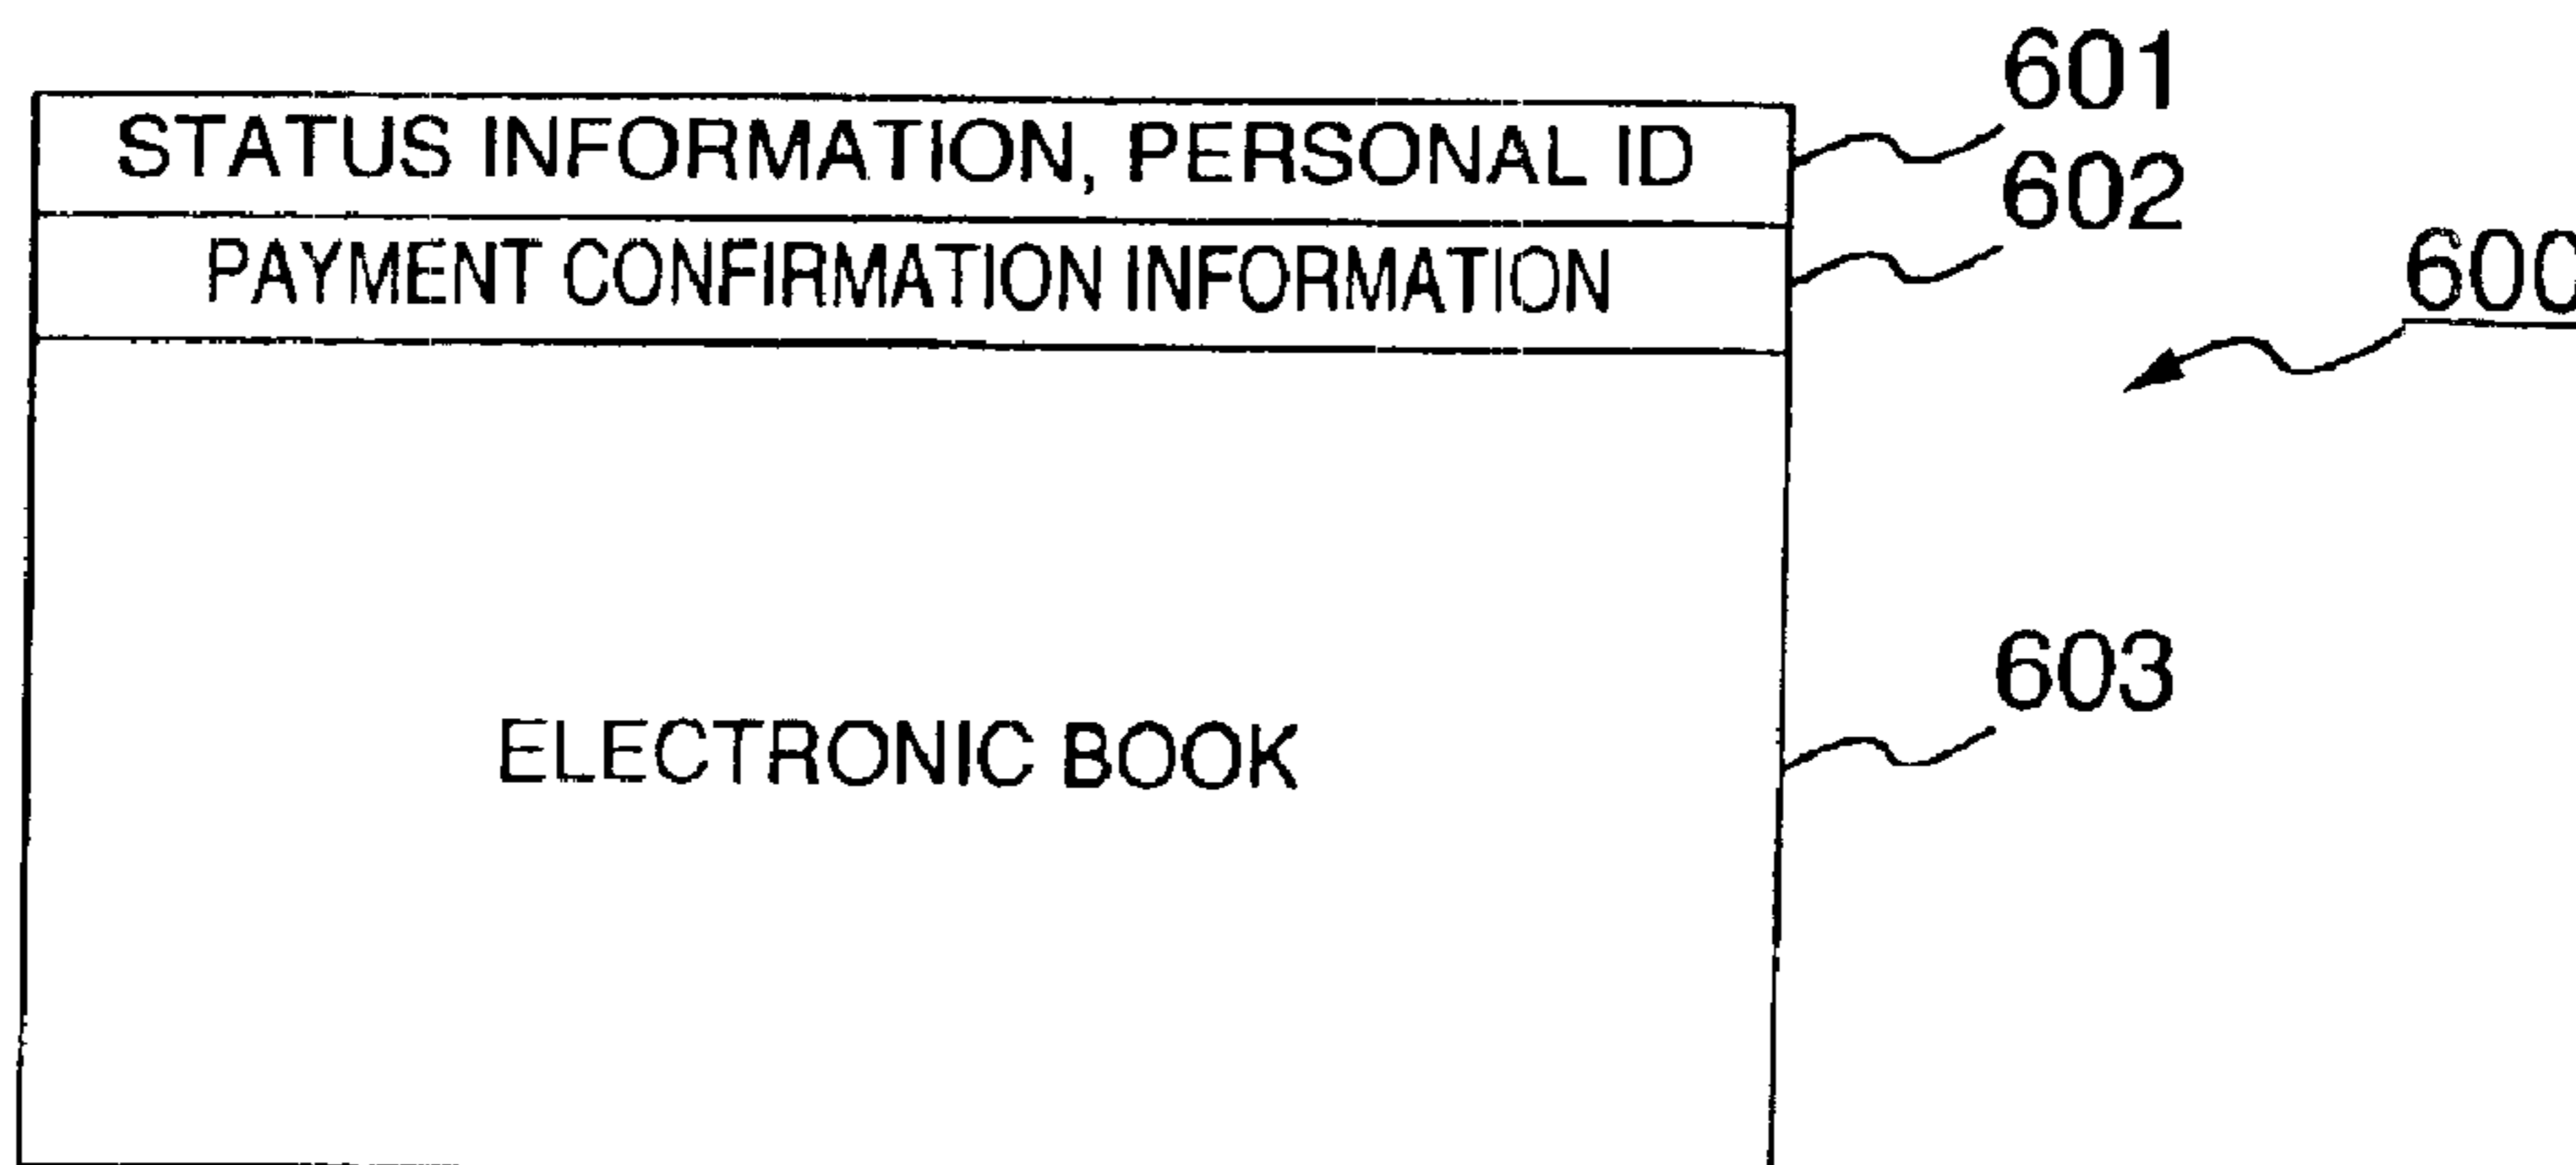 601
STATUS INFORMATION, PERSONAL ID
602
PAYMENT CONFIRMATION INFORMATION
600
603
ELECTRONIC BOOK